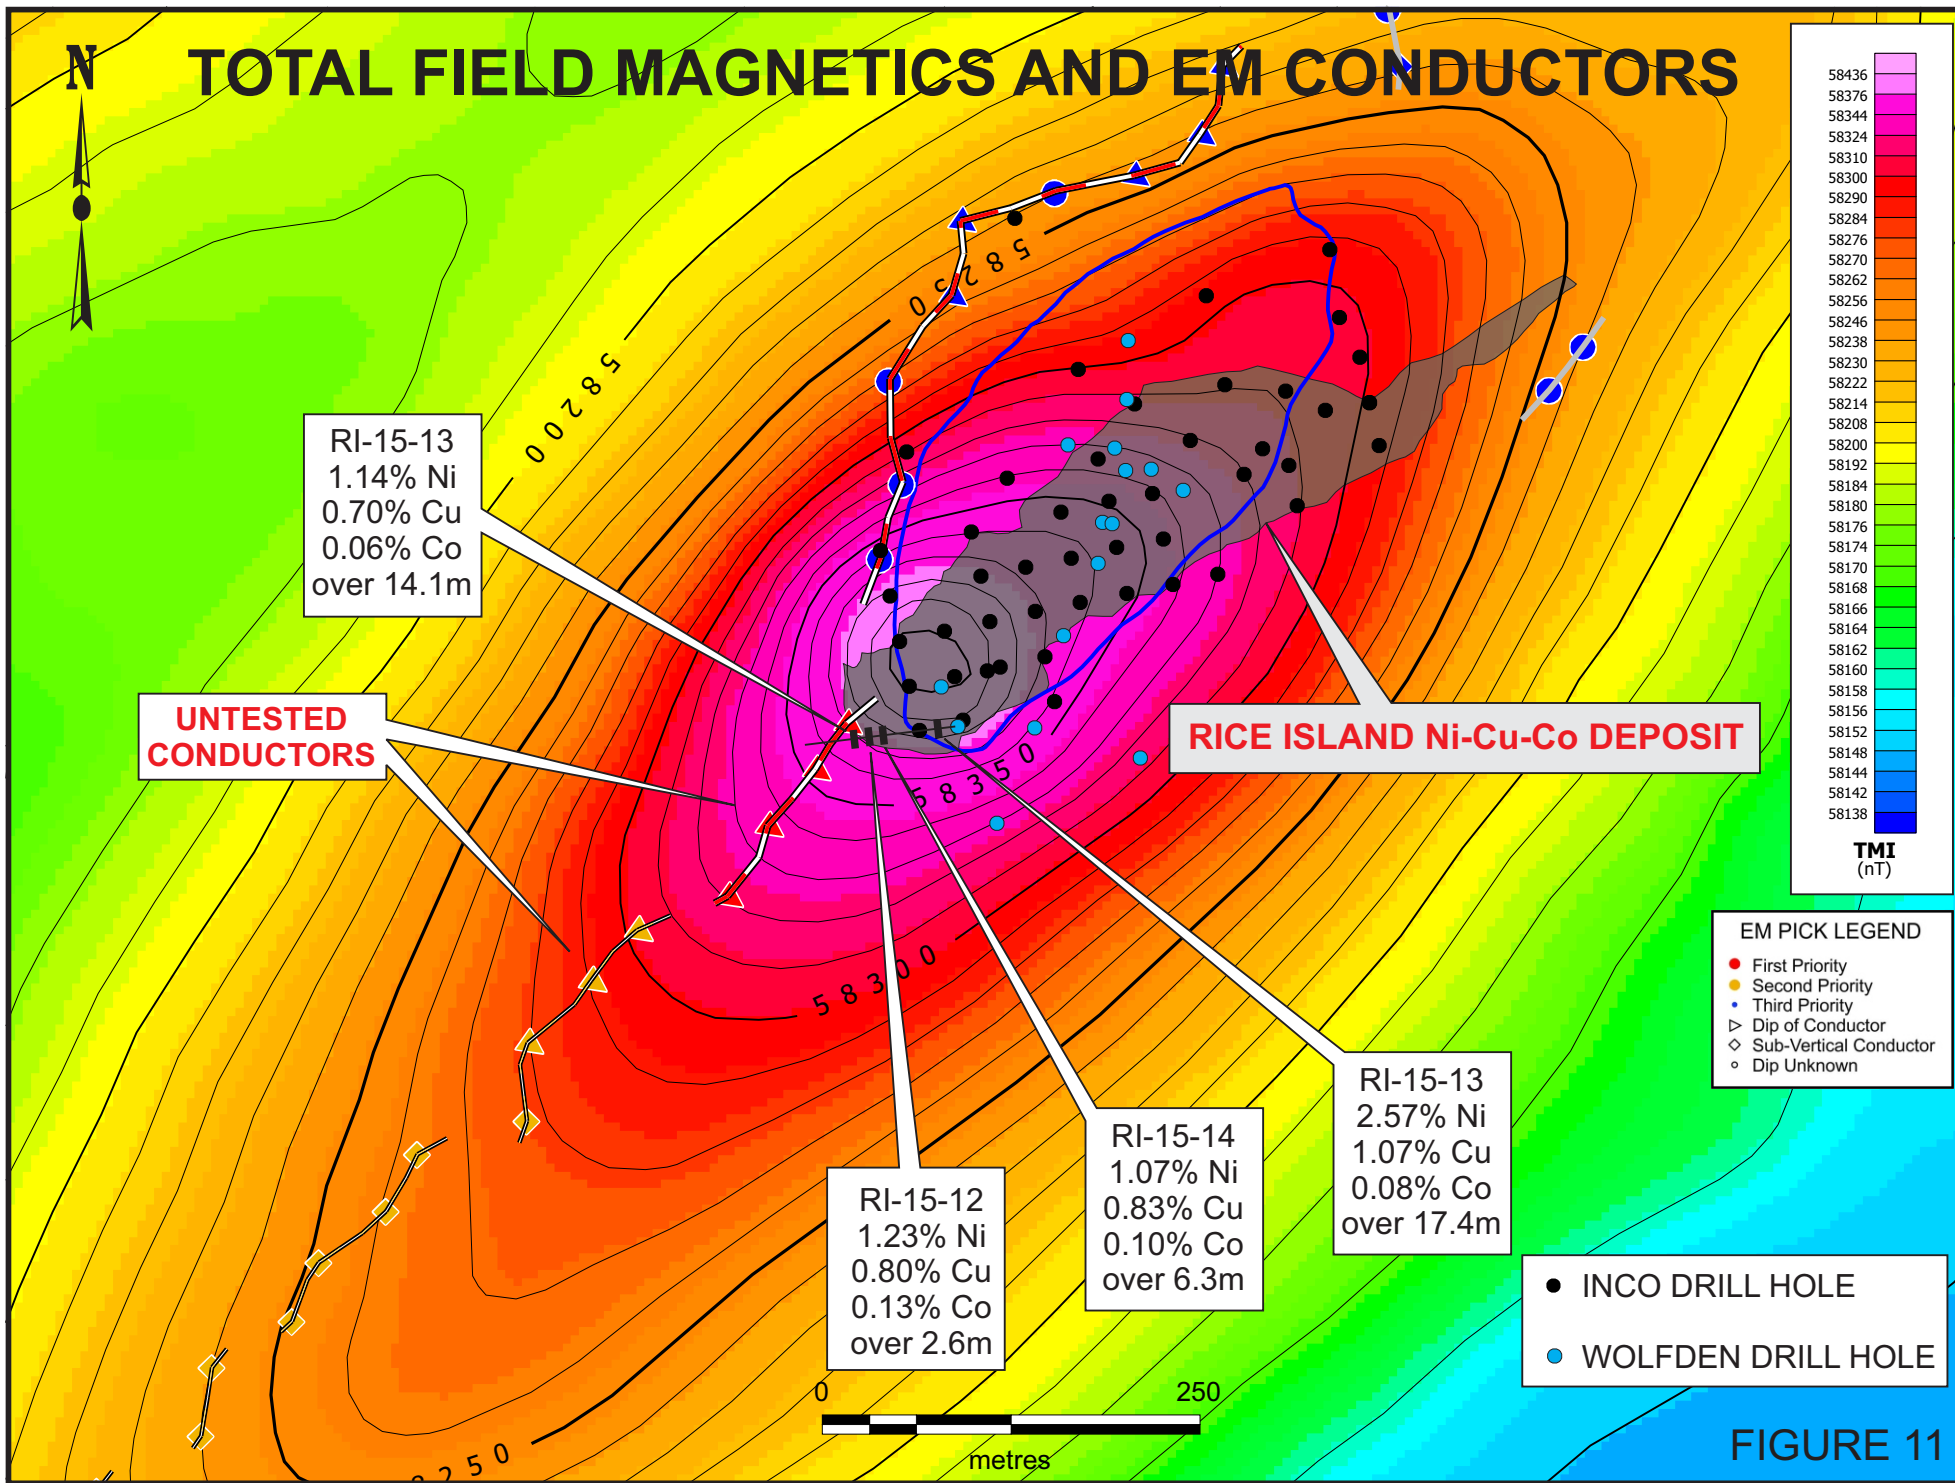 TOTAL FIELD MAGNETICS AND EM CONDUCTORS
N
58436
58376
58344
58324
58310
58300
58290
58284
58276
58270
58262
58256
58246
58238
58230
58222
58214
58208
58200
58192
58184
58180
58176
58174
58170
58168
58166
58164
58162
58160
58158
58156
58152
58148
58144
58142
58138
TMI
(nT)
58250
58200
RI-15-13
1.14% Ni
0.70% Cu
0.06% Co
over 14.1m
UNTESTED
CONDUCTORS
RICE ISLAND Ni-Cu-Co DEPOSIT
58350
58300
EM PICK LEGEND
First Priority
Second Priority
Third Priority
Dip of Conductor
Sub-Vertical Conductor
Dip Unknown
RI-15-13
2.57% Ni
1.07% Cu
0.08% Co
over 17.4m
RI-15-14
1.07% Ni
0.83% Cu
0.10% Co
over 6.3m
RI-15-12
1.23% Ni
0.80% Cu
0.13% Co
over 2.6m
INCO DRILL HOLE
WOLFDEN DRILL HOLE
0 250
metres
8250
FIGURE 11